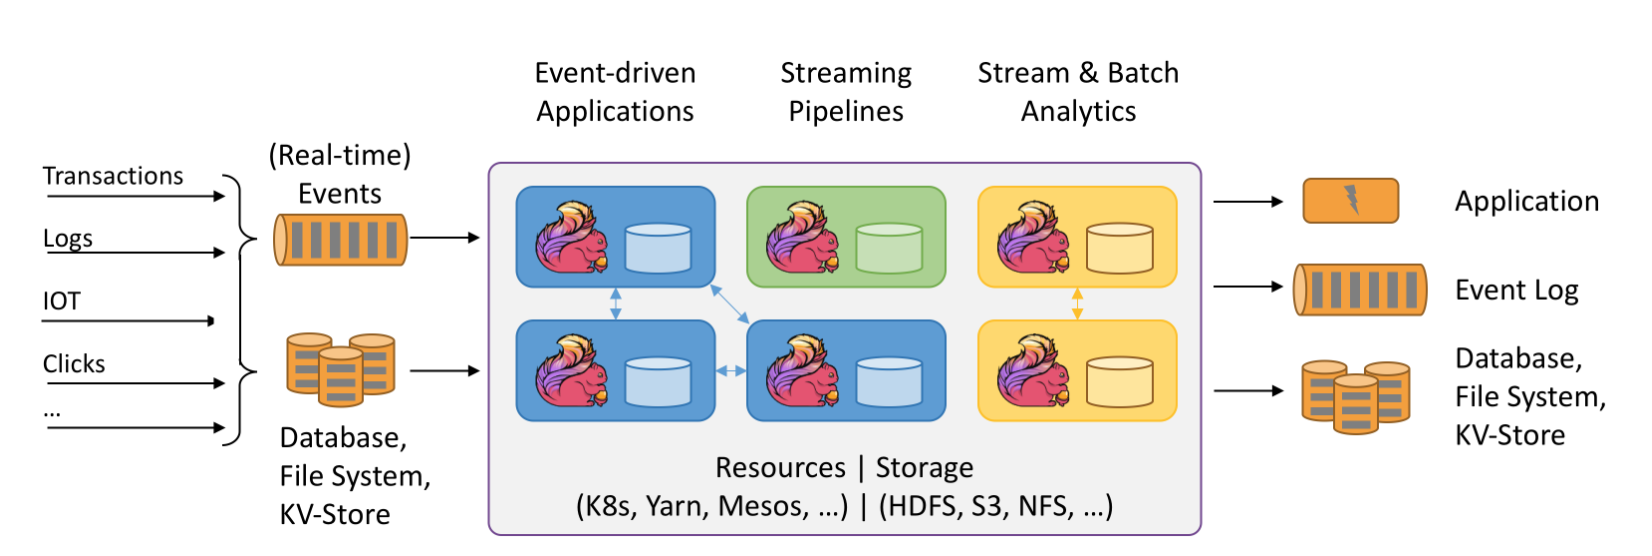 Event-driven
Applications
Streaming
Pipelines
Stream & Batch
Analytics
Transactions
Logs
IOT
Clicks
...
(Real-time)
Events
Database,
File System,
KV-Store
Resources | Storage
(K8s, Yarn, Mesos, ...) | (HDFS, S3, NFS, ...)
Application
Event Log
Database,
File System,
KV-Store